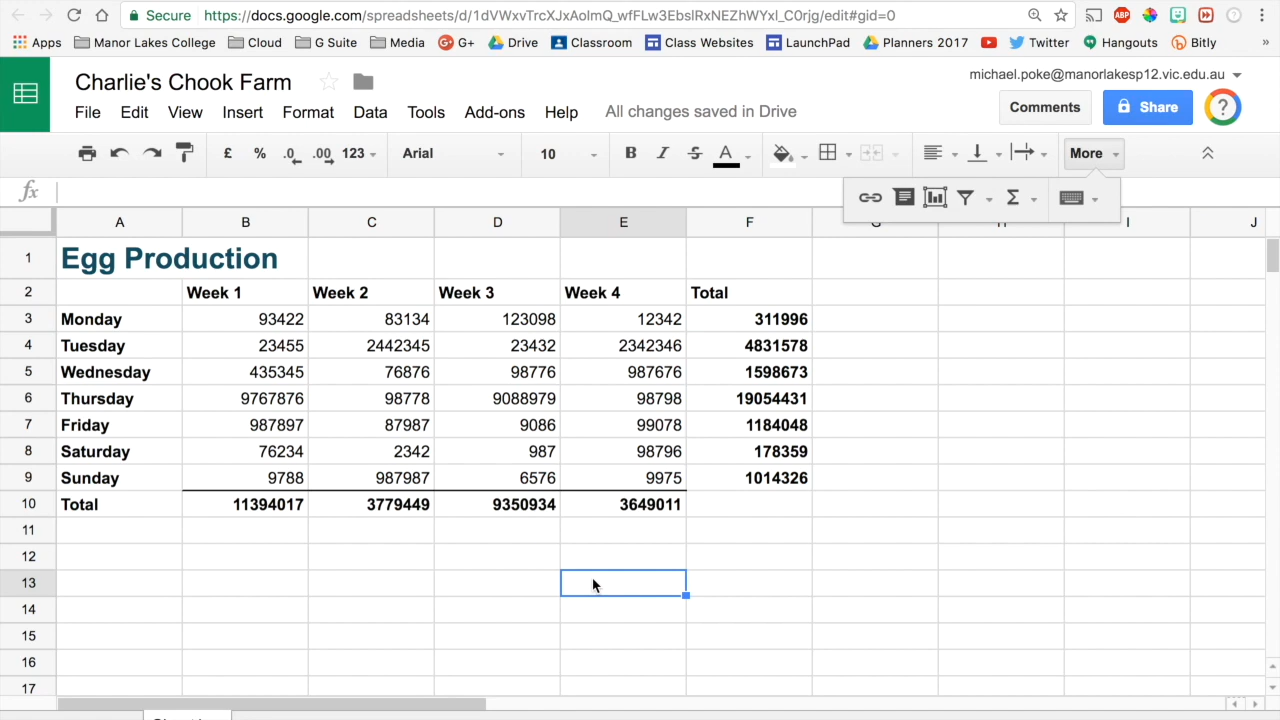 Secure https://docs.google.com/spreadsheets/d/1dVWxvTrcXJxAolmQ_wfFLw3EbslRxNEZhWYxl_C0rjg/edit#gid=0 ABP
Apps Manor Lakes College Cloud G Suite Media G+ Drive Classroom Class Websites LaunchPad Planners 2017 Twitter Hangouts Bitly »
Charlie's Chook Farm michael.poke@manorlakesp12.vic.edu.au
File Edit View Insert Format Data Tools Add-ons Help All changes saved in Drive Comments Share ?
£ % .0 .00 123 Arial 10 B I S A More
fx Σ
A B C D E F G H I J
1 Egg Production
2 Week 1 Week 2 Week 3 Week 4 Total
3 Monday 93422 83134 123098 12342 311996
4 Tuesday 23455 2442345 23432 2342346 4831578
5 Wednesday 435345 76876 98776 987676 1598673
6 Thursday 9767876 98778 9088979 98798 19054431
7 Friday 987897 87987 9086 99078 1184048
8 Saturday 76234 2342 987 98796 178359
9 Sunday 9788 987987 6576 9975 1014326
10 Total 11394017 3779449 9350934 3649011
11
12
13
14
15
16
17